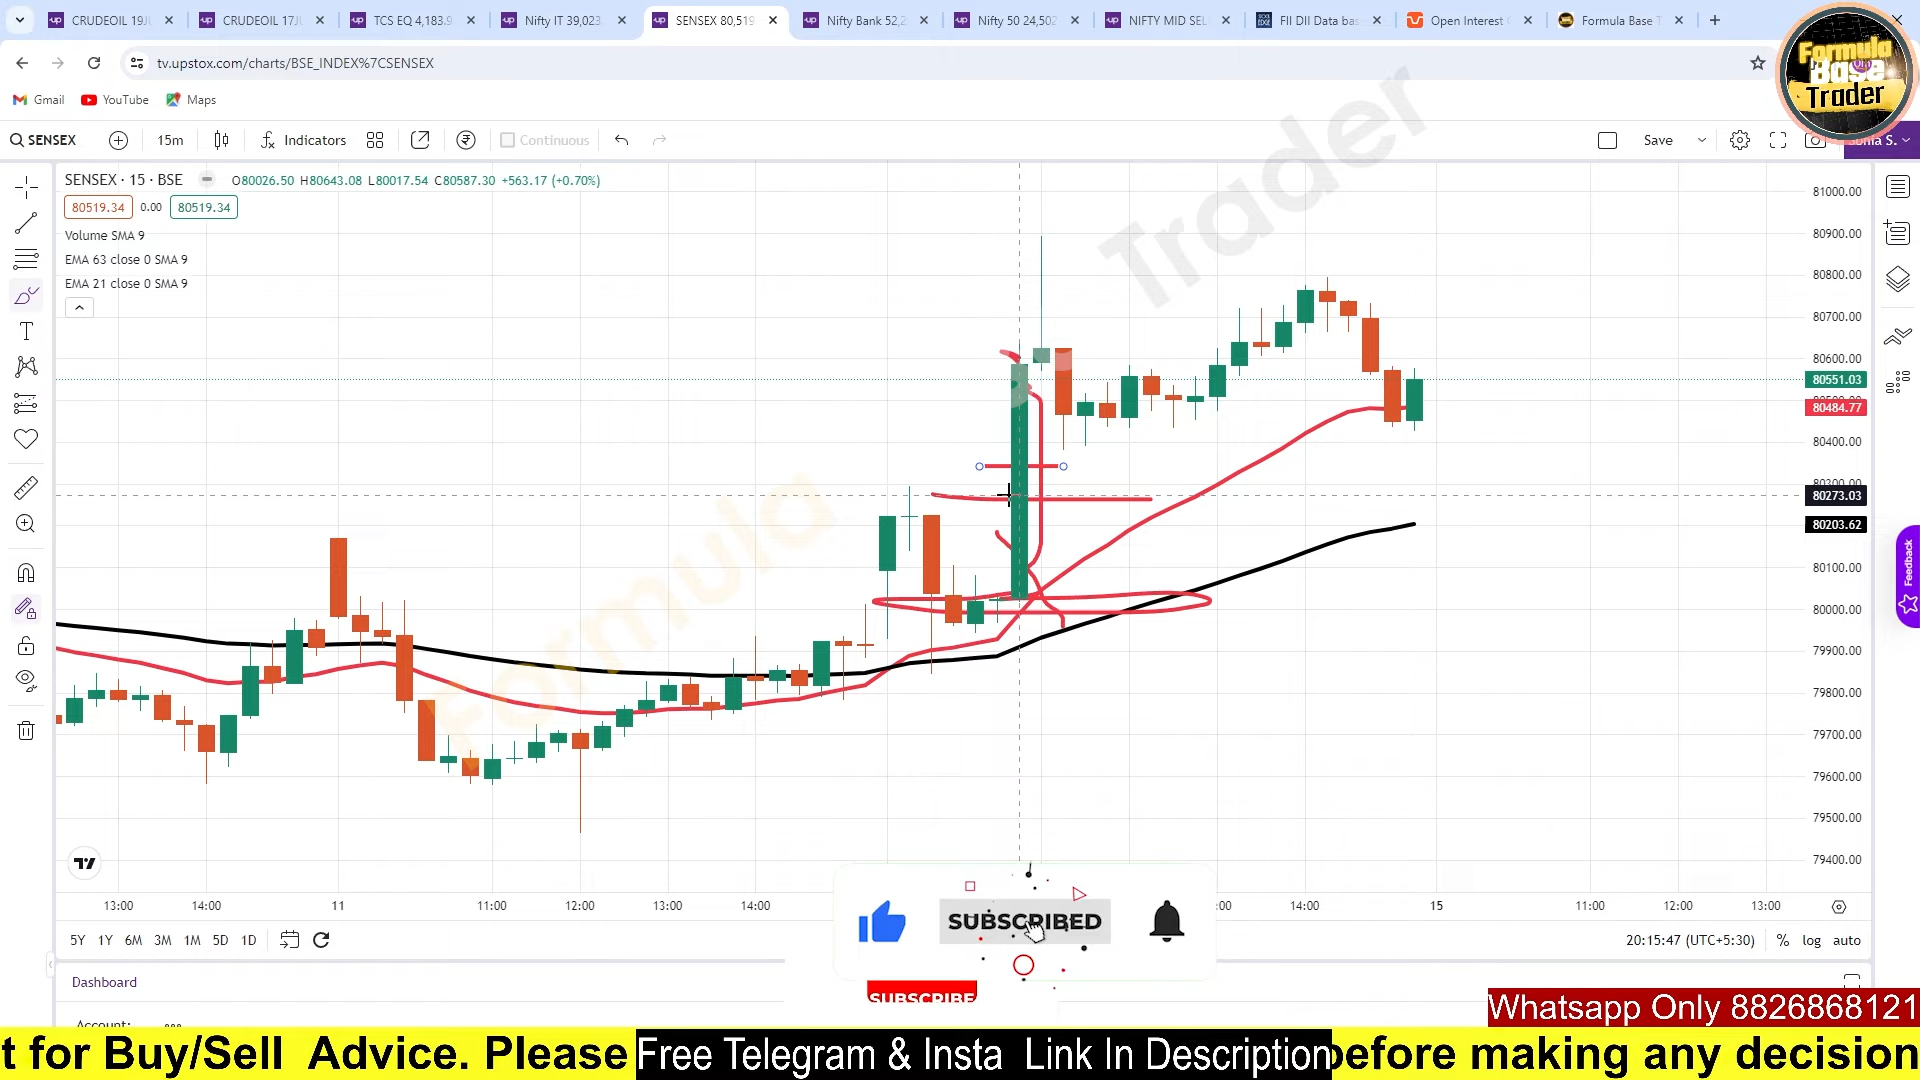 CRUDEOIL 19JU
CRUDEOIL 17JU
TCS EQ 4,183.9
Nifty IT 39,023.
SENSEX 80,519
Nifty Bank 52,2
Nifty 50 24,502
NIFTY MID SEL
FII DII Data bas
Open Interest
Formula Base T
tv.upstox.com/charts/BSE_INDEX%7CSENSEX
Gmail
YouTube
Maps
Formula
Base
Trader
SENSEX
15m
Indicators
Continuous
Save
SENSEX · 15 · BSE
O80026.50 H80643.08 L80017.54 C80587.30 +563.17 (+0.70%)
80519.34
0.00
80519.34
Volume SMA 9
EMA 63 close 0 SMA 9
EMA 21 close 0 SMA 9
Formula
Trader
81000.00
80900.00
80800.00
80700.00
80600.00
80551.03
80484.77
80400.00
80273.03
80203.62
80100.00
80000.00
79900.00
79800.00
79700.00
79600.00
79500.00
79400.00
Feedback
13:00
14:00
11
11:00
12:00
13:00
14:00
14:00
15
11:00
12:00
13:00
5Y
1Y
6M
3M
1M
5D
1D
20:15:47 (UTC+5:30)
%
log
auto
SUBSCRIBED
SUBSCRIBE
Dashboard
Account:
Whatsapp Only 8826868121
t for Buy/Sell Advice. Please
Free Telegram & Insta Link In Description
before making any decision